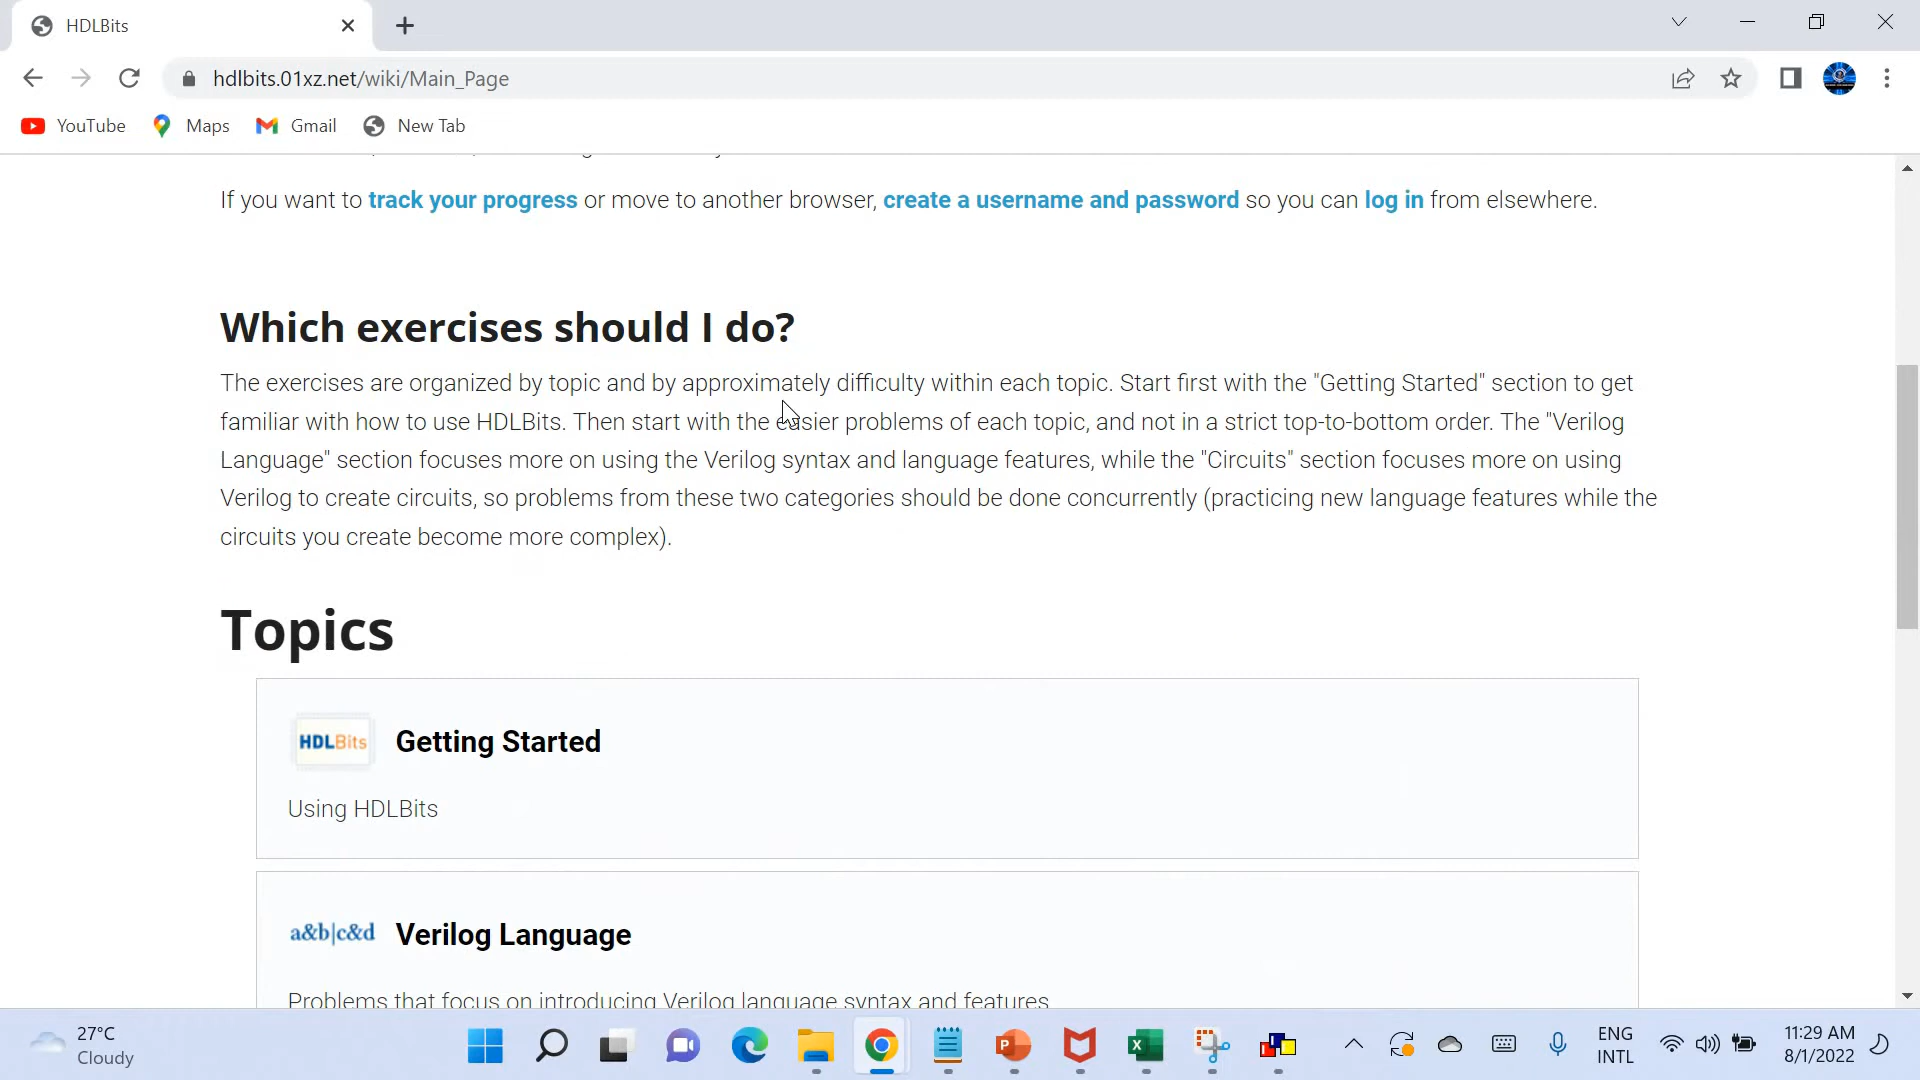 HDLBits
hdlbits.01xz.net/wiki/Main_Page
YouTube Maps Gmail New Tab
If you want to track your progress or move to another browser, create a username and password so you can log in from elsewhere.
Which exercises should I do?
The exercises are organized by topic and by approximately difficulty within each topic. Start first with the "Getting Started" section to get
familiar with how to use HDLBits. Then start with the easier problems of each topic, and not in a strict top-to-bottom order. The "Verilog
Language" section focuses more on using the Verilog syntax and language features, while the "Circuits" section focuses more on using
Verilog to create circuits, so problems from these two categories should be done concurrently (practicing new language features while the
circuits you create become more complex).
Topics
HDLBits Getting Started
Using HDLBits
a&b|c&d Verilog Language
Problems that focus on introducing Verilog language syntax and features
27°C
Cloudy
ENG
INTL
11:29 AM
8/1/2022